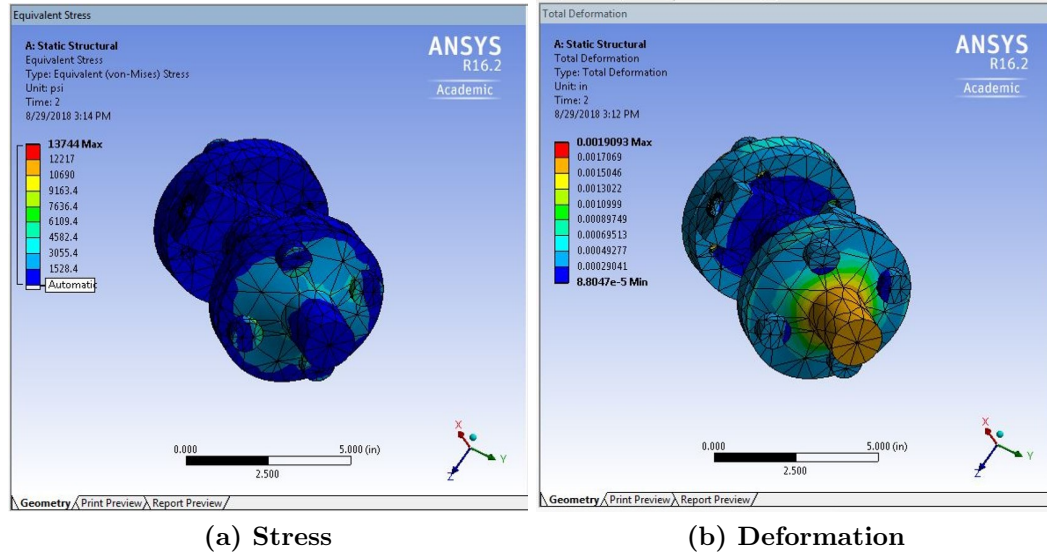 Equivalent Stress
A: Static Structural
Equivalent Stress
Type: Equivalent (von-Mises) Stress
Unit: psi
Time: 2
8/29/2018 3:14 PM
ANSYS
R16.2
Academic
13744 Max
12217
10690
9163.4
7636.4
6109.4
4582.4
3055.4
1528.4
Automatic
0.000
5.000 (in)
2.500
X
Y
Z
Geometry Print Preview Report Preview
(a) Stress
Total Deformation
A: Static Structural
Total Deformation
Type: Total Deformation
Unit: in
Time: 2
8/29/2018 3:12 PM
ANSYS
R16.2
Academic
0.0019093 Max
0.0017069
0.0015046
0.0013022
0.0010999
0.00089749
0.00069513
0.00049277
0.00029041
8.8047e-5 Min
0.000
5.000 (in)
2.500
X
Y
Z
Geometry Print Preview Report Preview
(b) Deformation